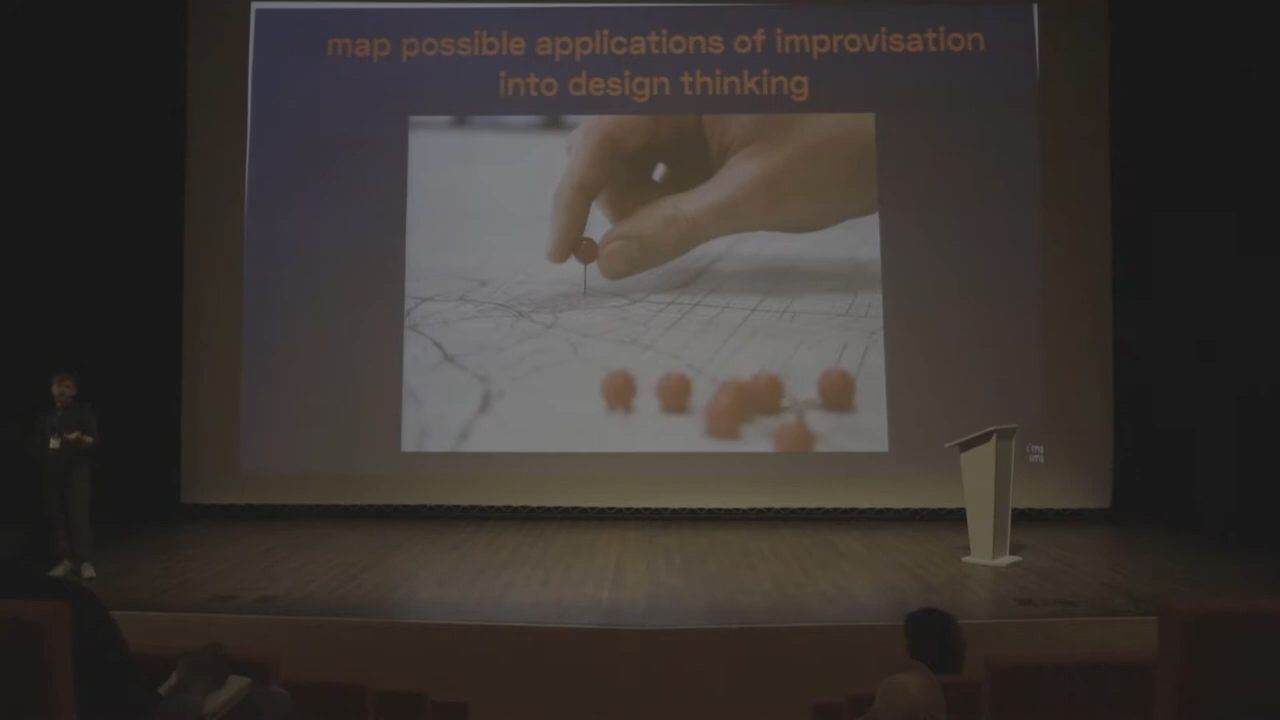 map possible applications of improvisation
into design thinking